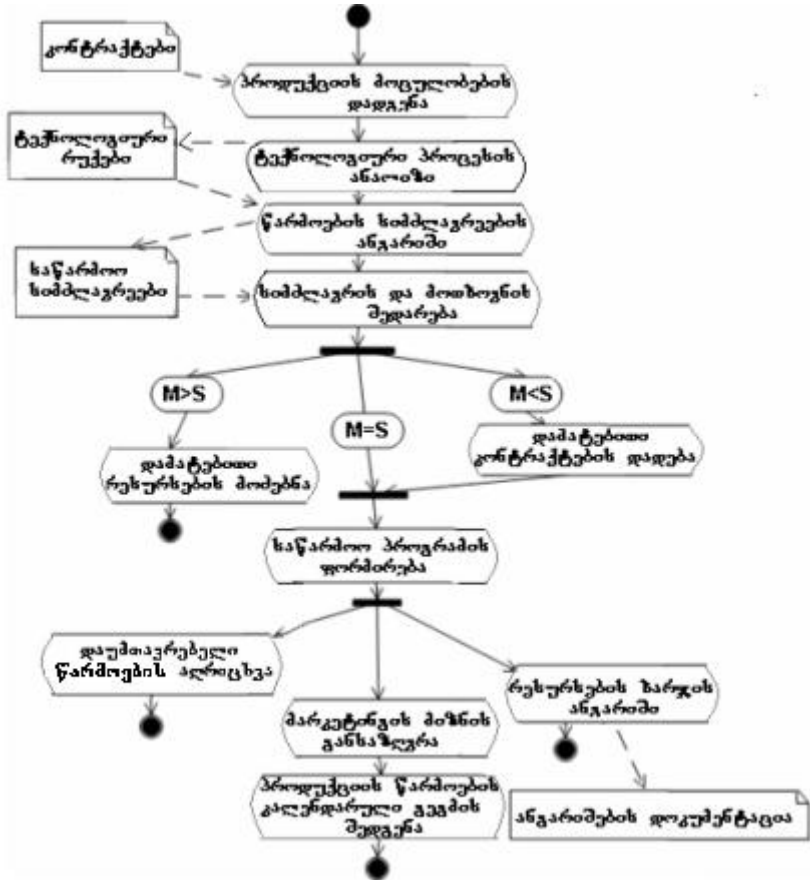 კონტრაქტები
პროდუქციის მოცულობების
დადგენა
ტექნოლოგიური
რუქები
ტექნოლოგიური პროცესის
ანალიზი
წარმოების სიმძლავრეების
ანგარიში
საწარმოო
სიმძლავრეები
სიმძლავრის და მოთხოვნის
შედარება
M>S
M=S
M<S
დამატებითი
კონტრაქტების დადება
დამატებითი
რესურსების მოძებნა
საწარმოო პროგრამის
ფორმირება
დაუმთავრებელი
წარმოების აღრიცხვა
რესურსების ხარჯის
ანგარიში
მარკეტინგის მიზნის
განსაზღვრა
პროდუქციის წარმოების
კალენდარული გეგმის
შედგენა
ანგარიშების დოკუმენტაცია